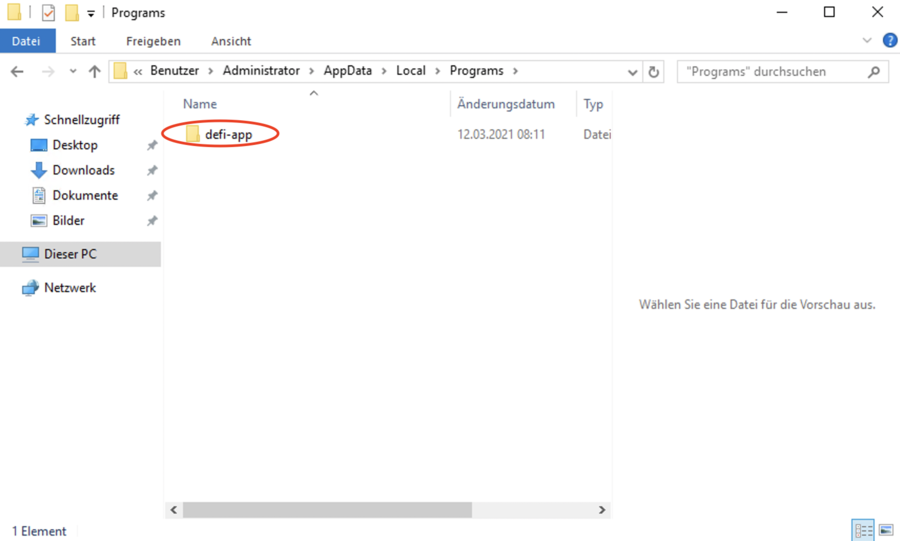 Programs
Datei Start Freigeben Ansicht
« Benutzer › Administrator › AppData › Local › Programs ›
"Programs" durchsuchen
Name Änderungsdatum Typ
Schnellzugriff
defi-app 12.03.2021 08:11 Datei
Desktop
Downloads
Dokumente
Bilder
Dieser PC
Netzwerk
Wählen Sie eine Datei für die Vorschau aus.
1 Element